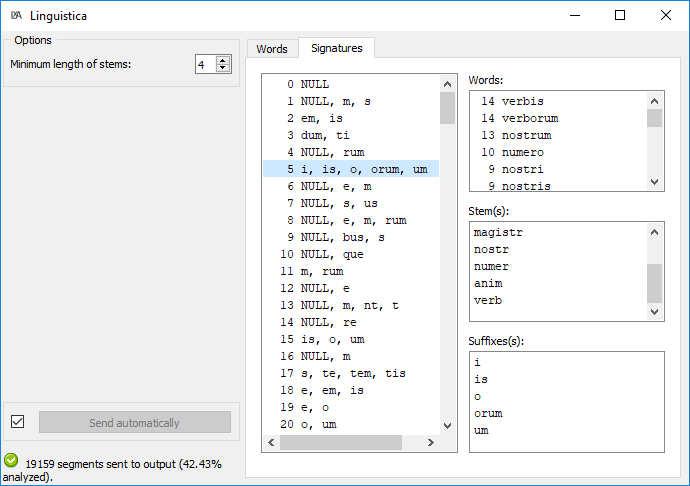 Linguistica
Options
Minimum length of stems: 4
Send automatically
19159 segments sent to output (42.43%
analyzed).
Words Signatures
0 NULL
1 NULL, m, s
2 em, is
3 dum, ti
4 NULL, rum
5 i, is, o, orum, um
6 NULL, e, m
7 NULL, s, us
8 NULL, e, m, rum
9 NULL, bus, s
10 NULL, que
11 m, rum
12 NULL, e
13 NULL, m, nt, t
14 NULL, re
15 is, o, um
16 NULL, m
17 s, te, tem, tis
18 e, em, is
19 e, o
20 o, um
Words:
14 verbis
14 verborum
13 nostrum
10 numero
9 nostri
9 nostris
Stem(s):
magistr
nostr
numer
anim
verb
Suffixes(s):
i
is
o
orum
um